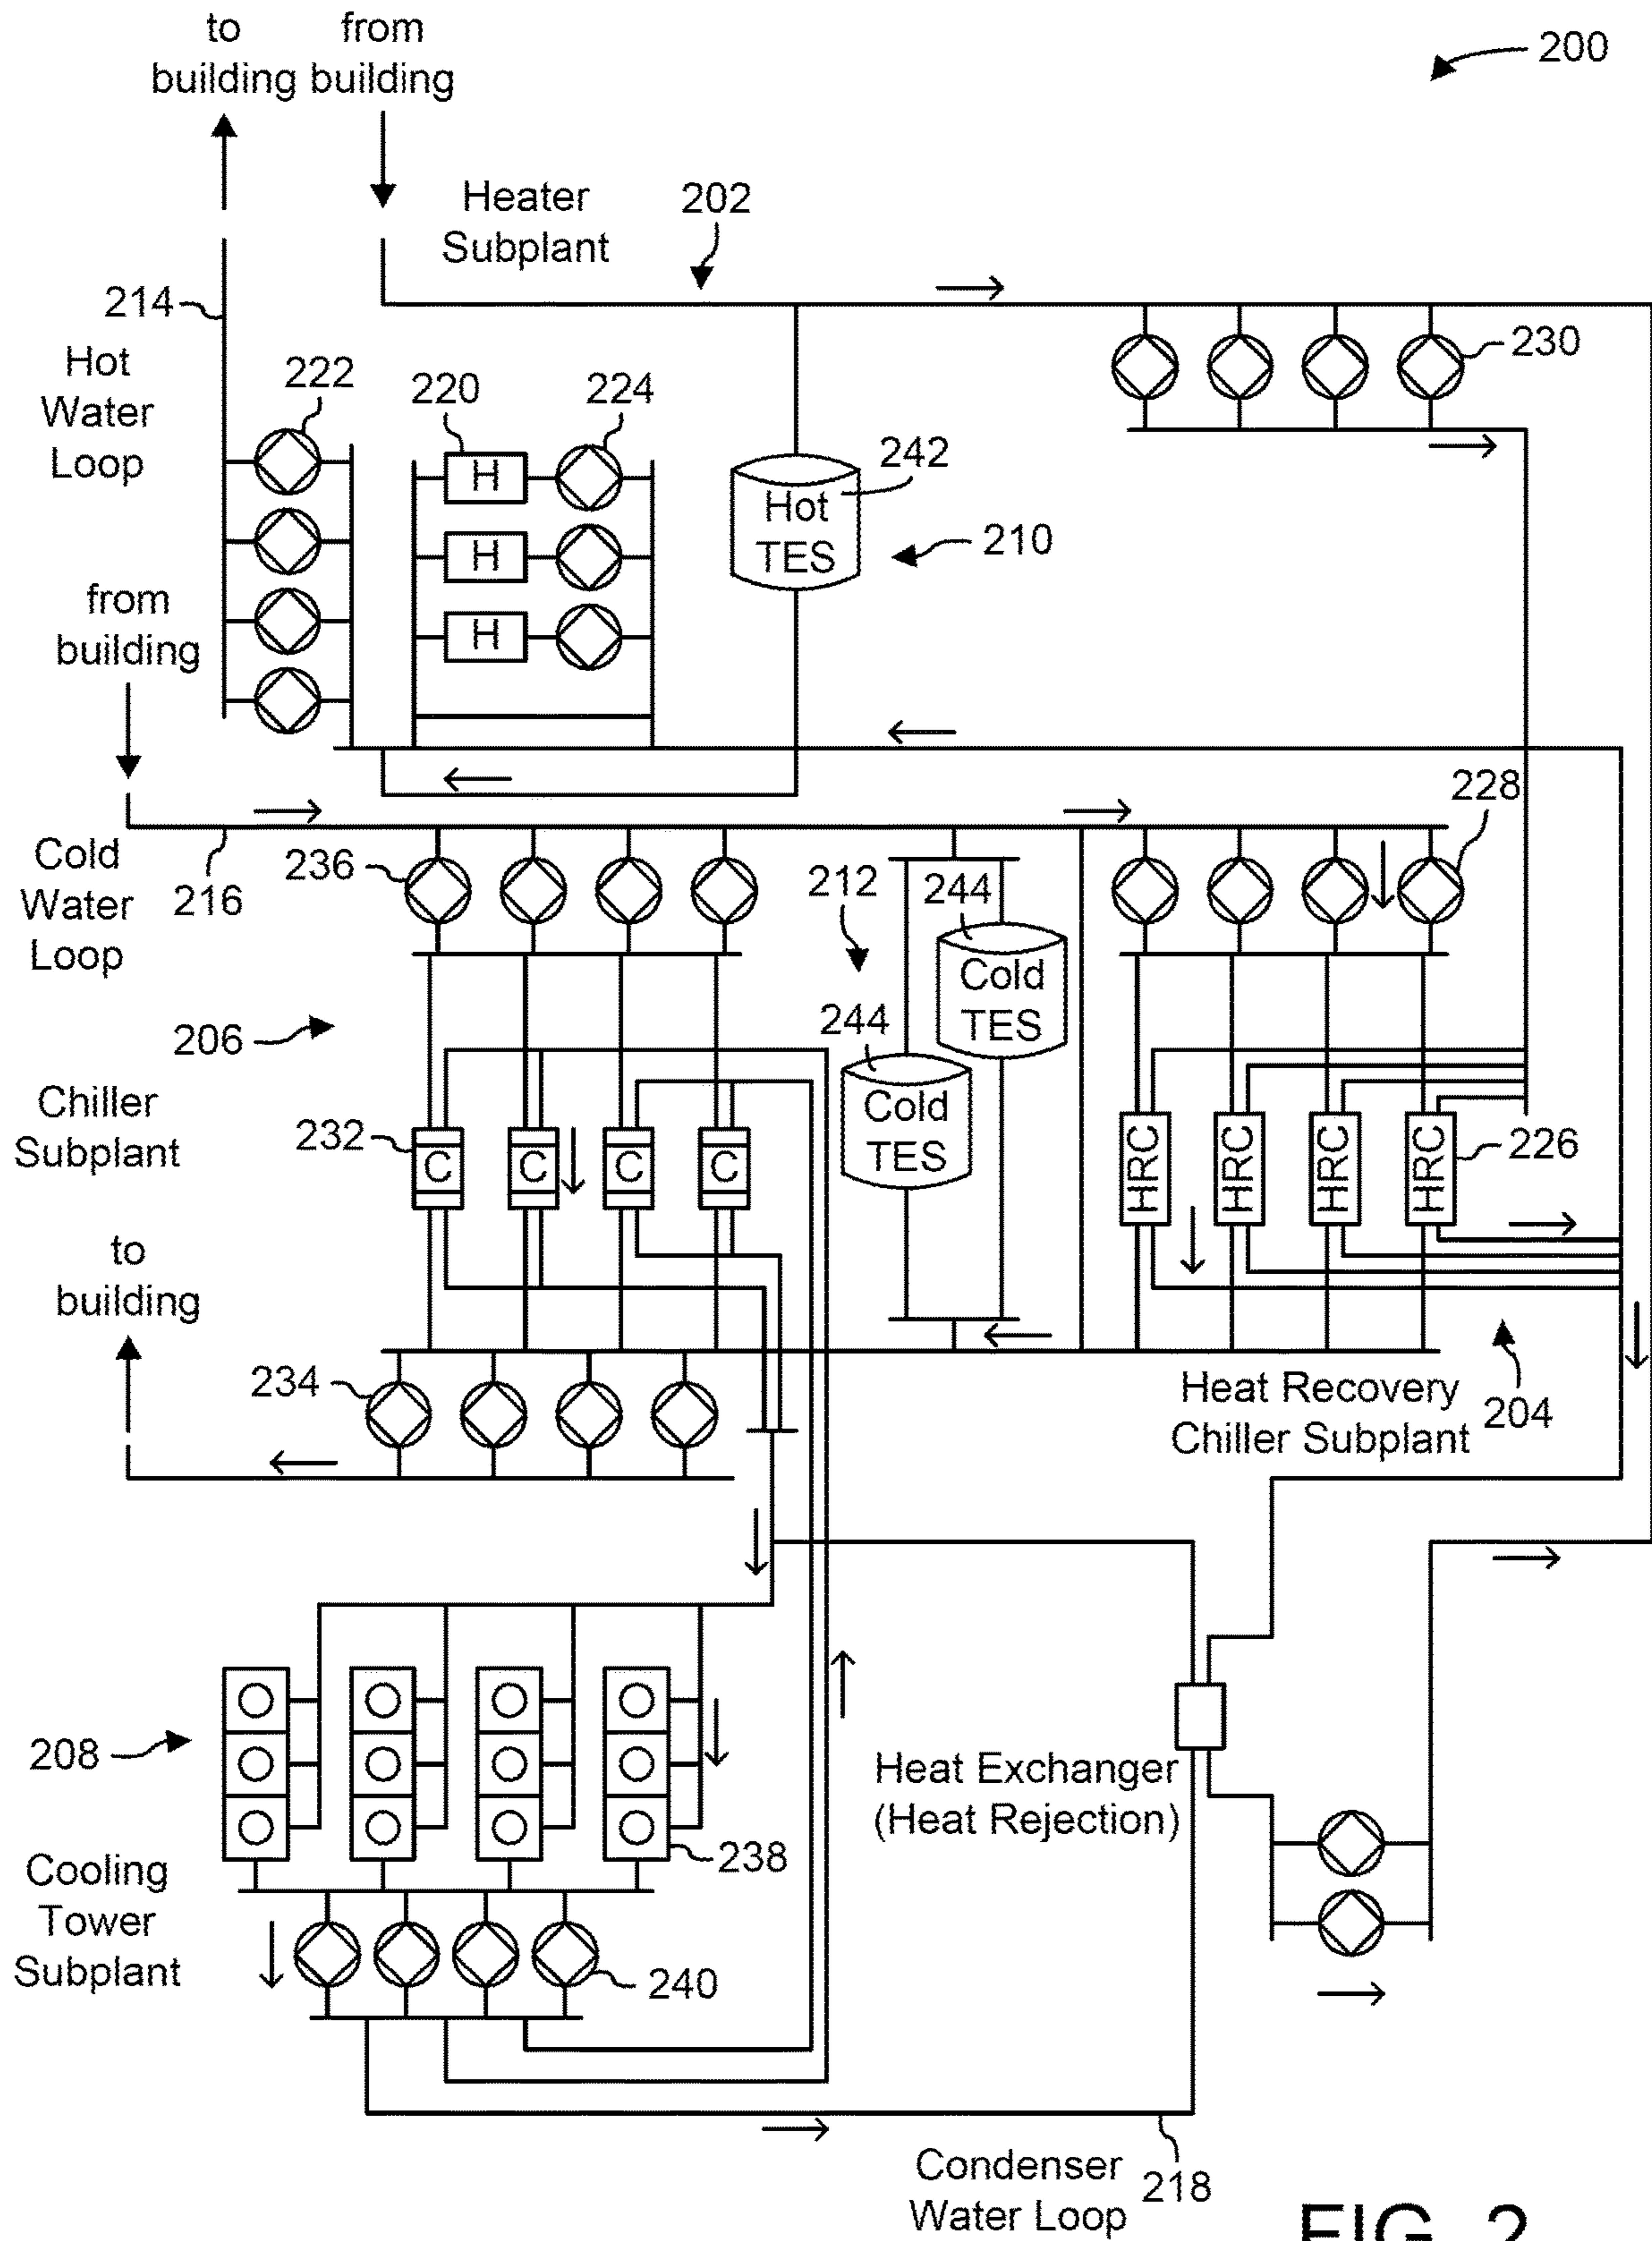 to
building
from
building
200
Heater
Subplant
202
214
Hot
Water
Loop
222
220
224
230
H
H
H
Hot
TES
242
210
from
building
228
Cold
Water
Loop
216
236
212
244
Cold
TES
244
Cold
TES
206
Chiller
Subplant
232
C
C
C
C
HRC
HRC
HRC
HRC
226
to
building
234
Heat Recovery
Chiller Subplant
204
208
Heat Exchanger
(Heat Rejection)
238
Cooling
Tower
Subplant
240
Condenser
Water Loop
218
FIG. 2